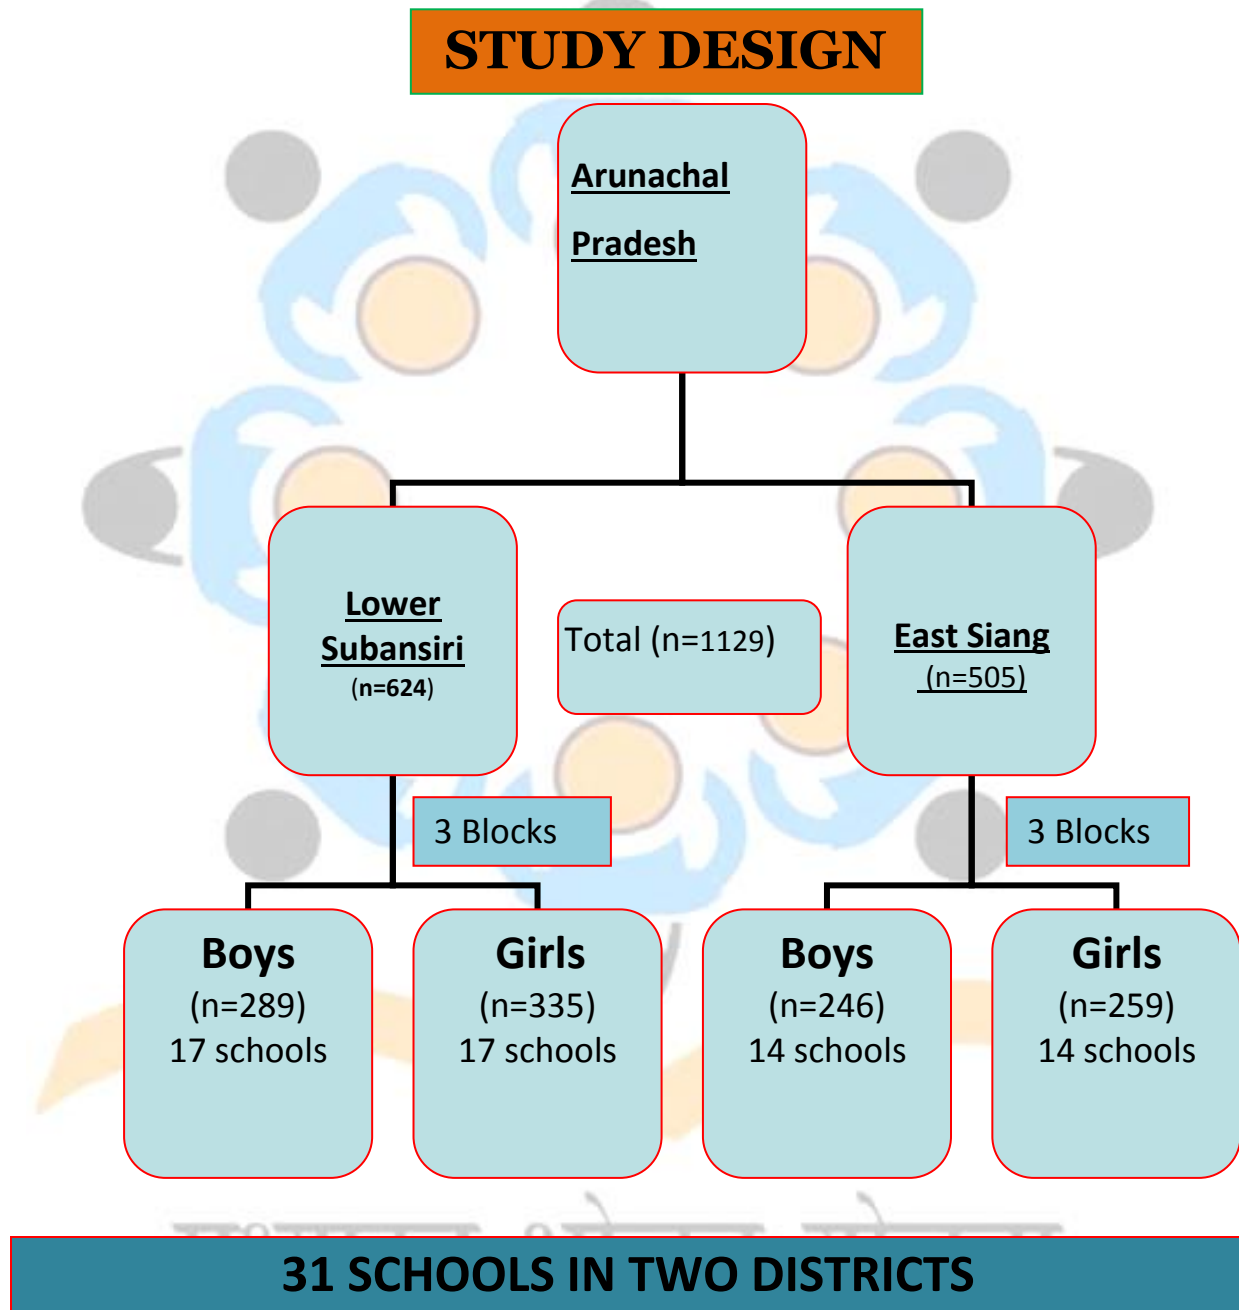 STUDY DESIGN
Arunachal
Pradesh
Lower
Subansiri
(n=624)
Total (n=1129)
East Siang
(n=505)
3 Blocks
3 Blocks
Boys
(n=289)
17 schools
Girls
(n=335)
17 schools
Boys
(n=246)
14 schools
Girls
(n=259)
14 schools
31 SCHOOLS IN TWO DISTRICTS